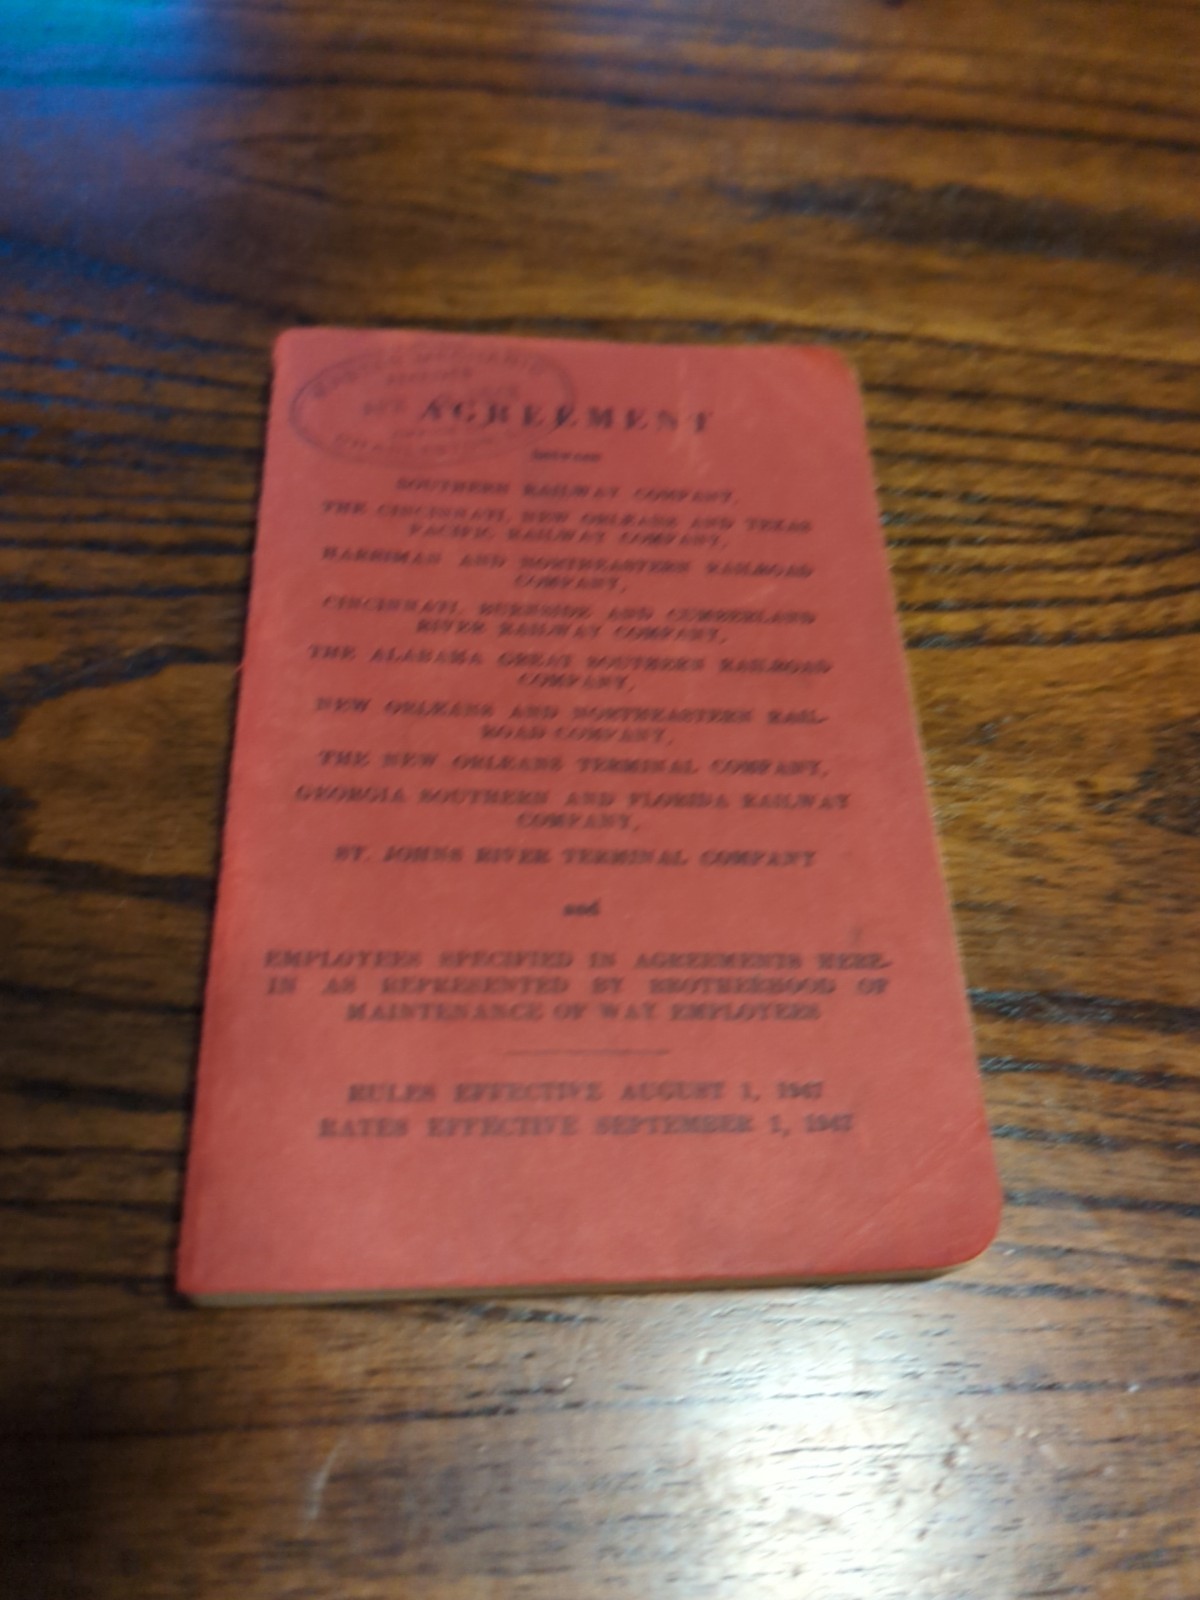 AGREEMENT
between
SOUTHERN RAILWAY COMPANY,
THE CINCINNATI, NEW ORLEANS AND TEXAS
PACIFIC RAILWAY COMPANY,
HARRIMAN AND NORTHEASTERN RAILROAD
COMPANY,
CINCINNATI, BURNSIDE AND CUMBERLAND
RIVER RAILWAY COMPANY,
THE ALABAMA GREAT SOUTHERN RAILROAD
COMPANY,
NEW ORLEANS AND NORTHEASTERN RAIL-
ROAD COMPANY,
THE NEW ORLEANS TERMINAL COMPANY,
GEORGIA SOUTHERN AND FLORIDA RAILWAY
COMPANY,
ST. JOHNS RIVER TERMINAL COMPANY
and
EMPLOYEES SPECIFIED IN AGREEMENTS HERE-
IN AS REPRESENTED BY BROTHERHOOD OF
MAINTENANCE OF WAY EMPLOYEES
RULES EFFECTIVE AUGUST 1, 1947
RATES EFFECTIVE SEPTEMBER 1, 1947